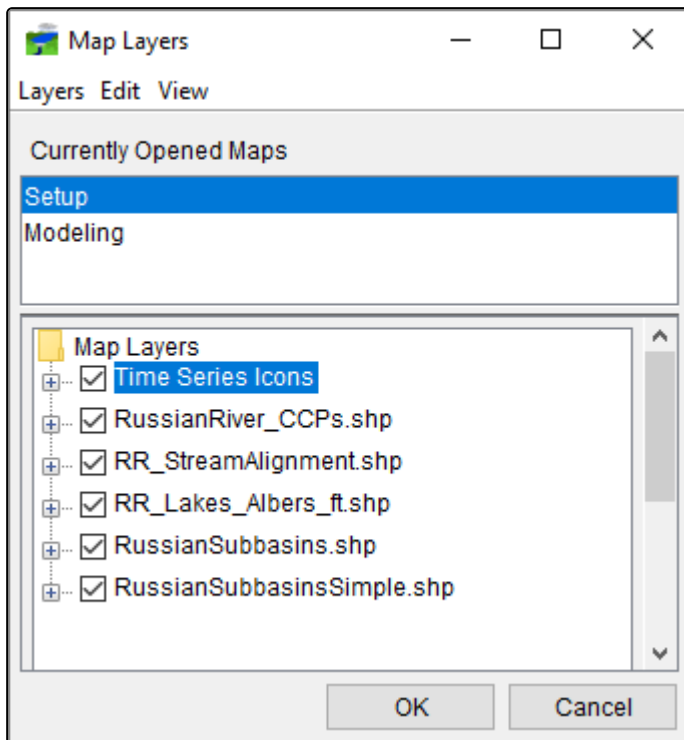 Map Layers
Layers Edit View
Currently Opened Maps
Setup
Modeling
Map Layers
Time Series Icons
RussianRiver_CCPs.shp
RR_StreamAlignment.shp
RR_Lakes_Albers_ft.shp
RussianSubbasins.shp
RussianSubbasinsSimple.shp
OK Cancel